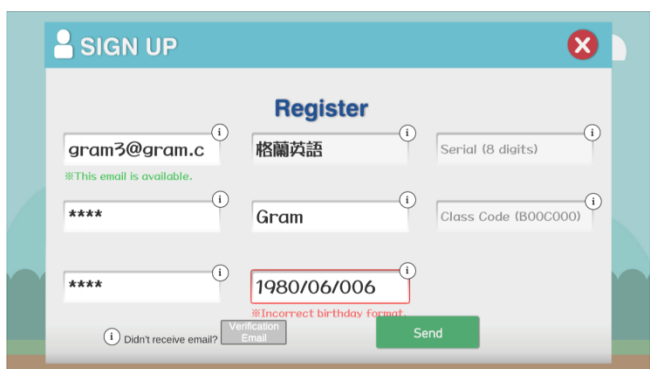 SIGN UP
Register
gram3@gram.c
格蘭英語
Serial (8 digits)
※This email is available.
****
Gram
Class Code (B00C000)
****
1980/06/006
※Incorrect birthday format.
Didn't receive email?
Verification
Email
Send